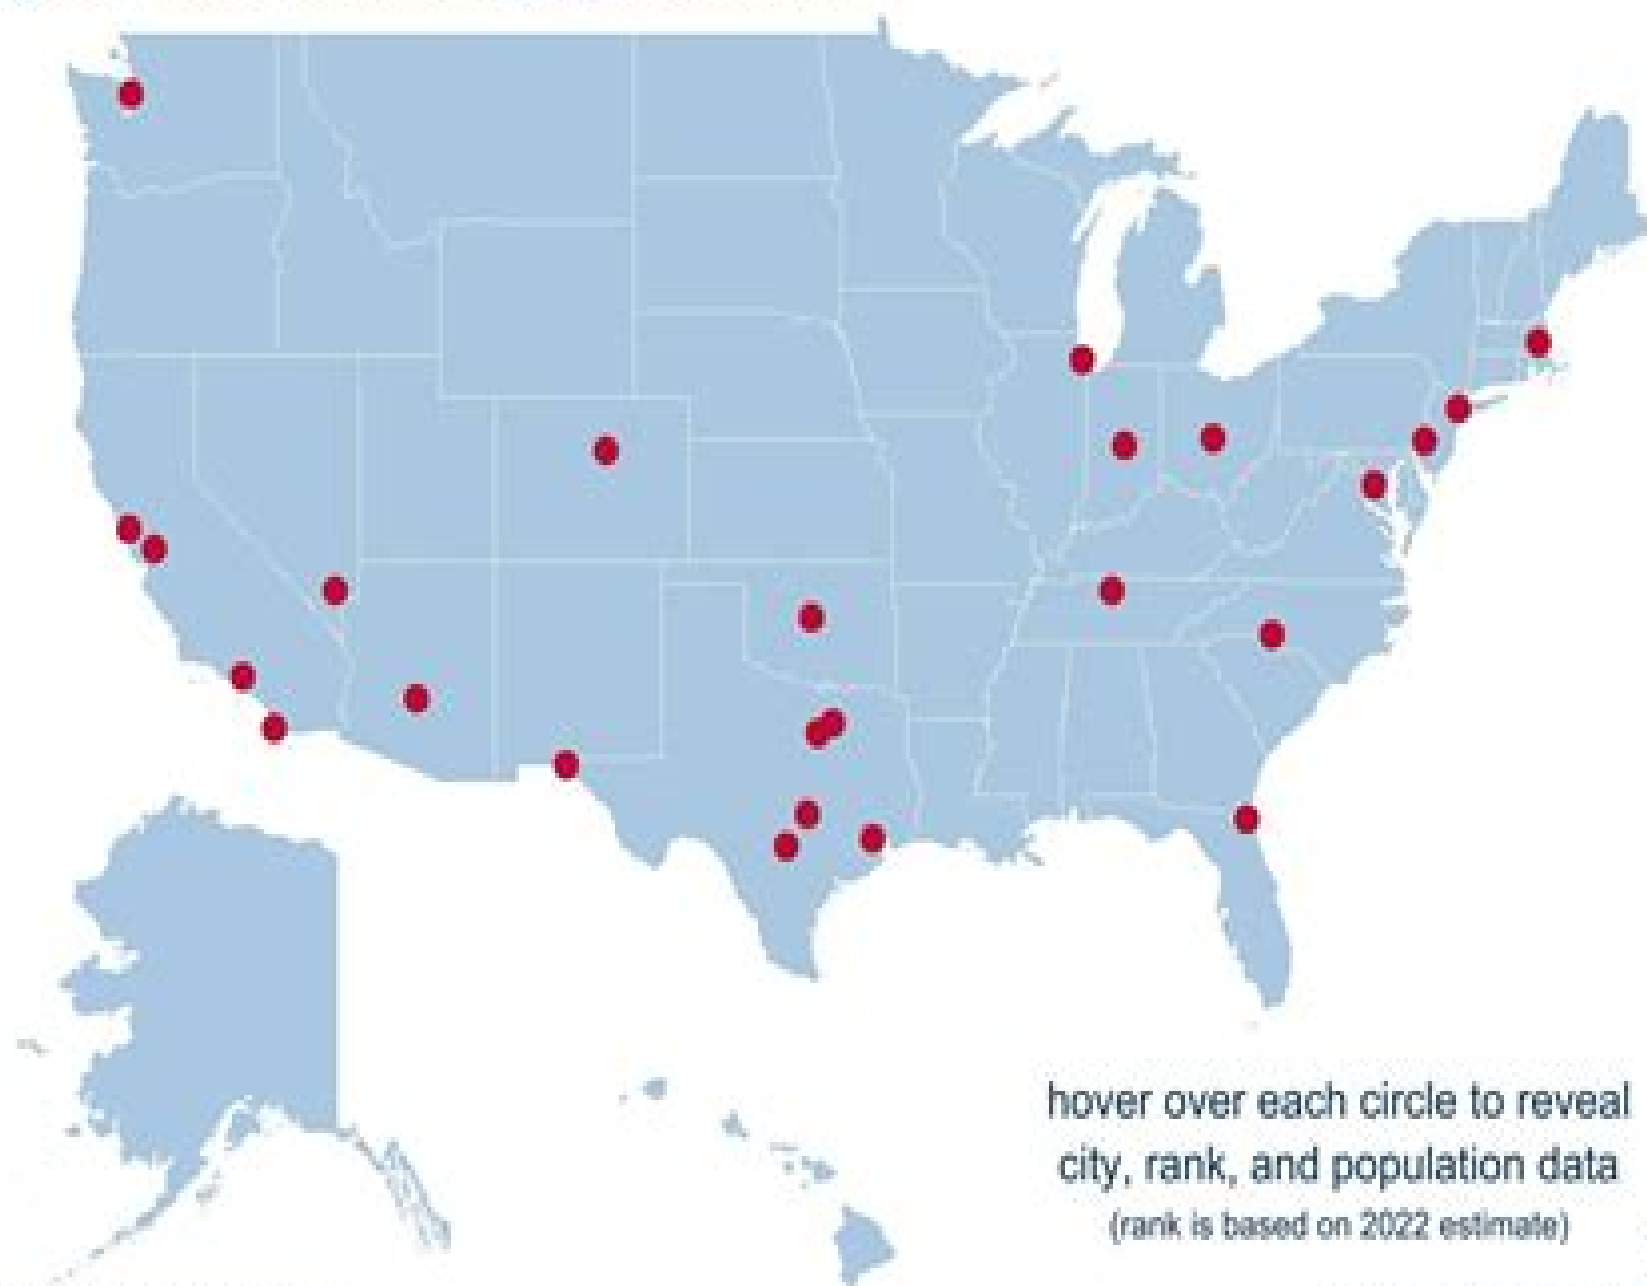 hover over each circle to reveal
city, rank, and population data
(rank is based on 2022 estimate)